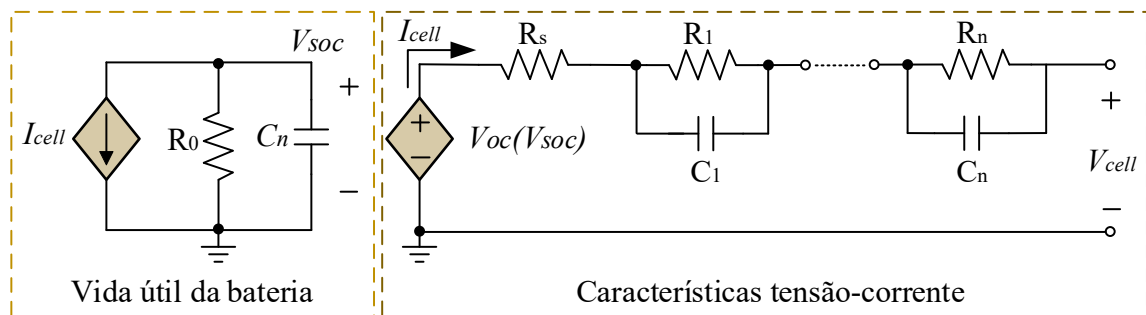 Vsoc
+
Icell
R0
Cn
−
Vida útil da bateria
Icell
Rs
R1
Rn
+
−
Voc(Vsoc)
C1
Cn
+
Vcell
−
Características tensão-corrente